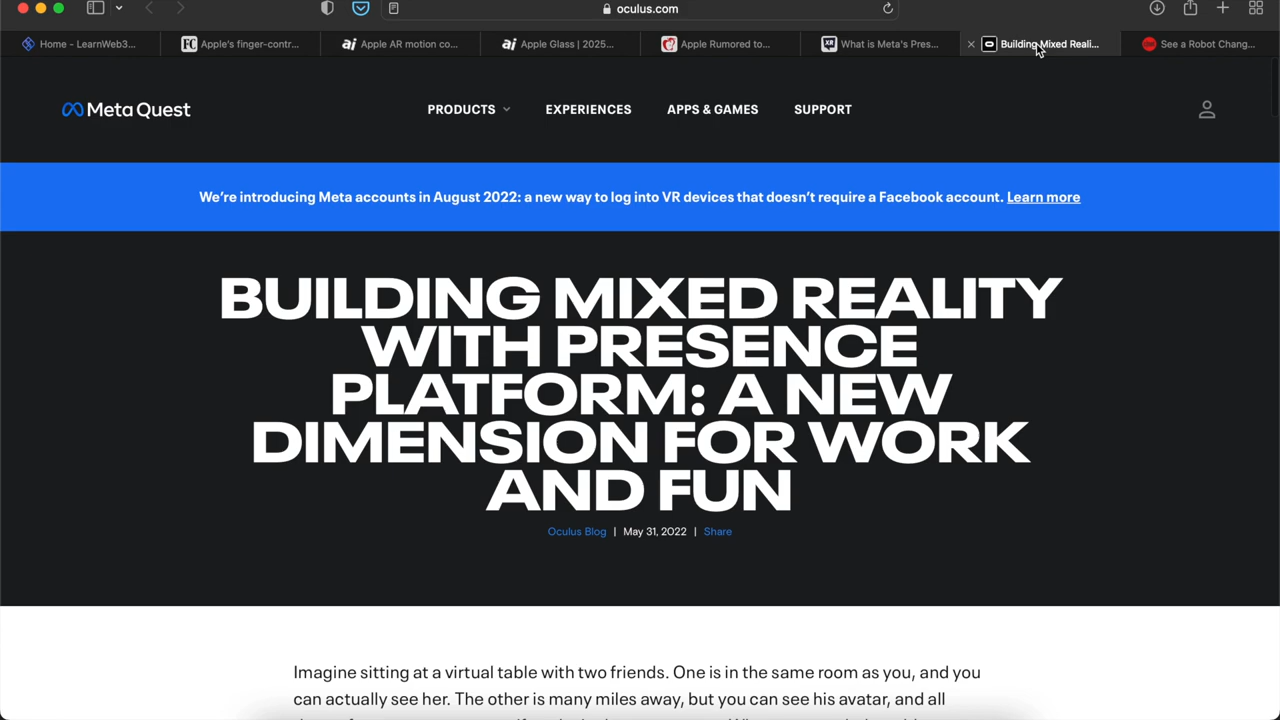 oculus.com
Home - LearnWeb3...
FC Apple's finger-contr...
ai Apple AR motion co...
ai Apple Glass | 2025...
Apple Rumored to...
XR What is Meta's Pres...
Building Mixed Reali...
See a Robot Chang...
Meta Quest
PRODUCTS
EXPERIENCES
APPS & GAMES
SUPPORT
We're introducing Meta accounts in August 2022: a new way to log into VR devices that doesn't require a Facebook account. Learn more
BUILDING MIXED REALITY
WITH PRESENCE
PLATFORM: A NEW
DIMENSION FOR WORK
AND FUN
Oculus Blog | May 31, 2022 | Share
Imagine sitting at a virtual table with two friends. One is in the same room as you, and you
can actually see her. The other is many miles away, but you can see his avatar, and all